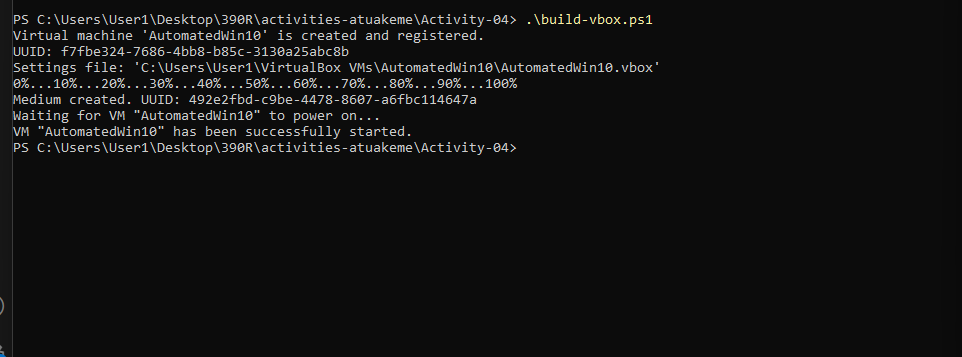 PS C:\Users\User1\Desktop\390R\activities-atuakeme\Activity-04> .\build-vbox.ps1
Virtual machine 'AutomatedWin10' is created and registered.
UUID: f7fbe324-7686-4bb8-b85c-3130a25abc8b
Settings file: 'C:\Users\User1\VirtualBox VMs\AutomatedWin10\AutomatedWin10.vbox'
0%...10%...20%...30%...40%...50%...60%...70%...80%...90%...100%
Medium created. UUID: 492e2fbd-c9be-4478-8607-a6fbc114647a
Waiting for VM "AutomatedWin10" to power on...
VM "AutomatedWin10" has been successfully started.
PS C:\Users\User1\Desktop\390R\activities-atuakeme\Activity-04>